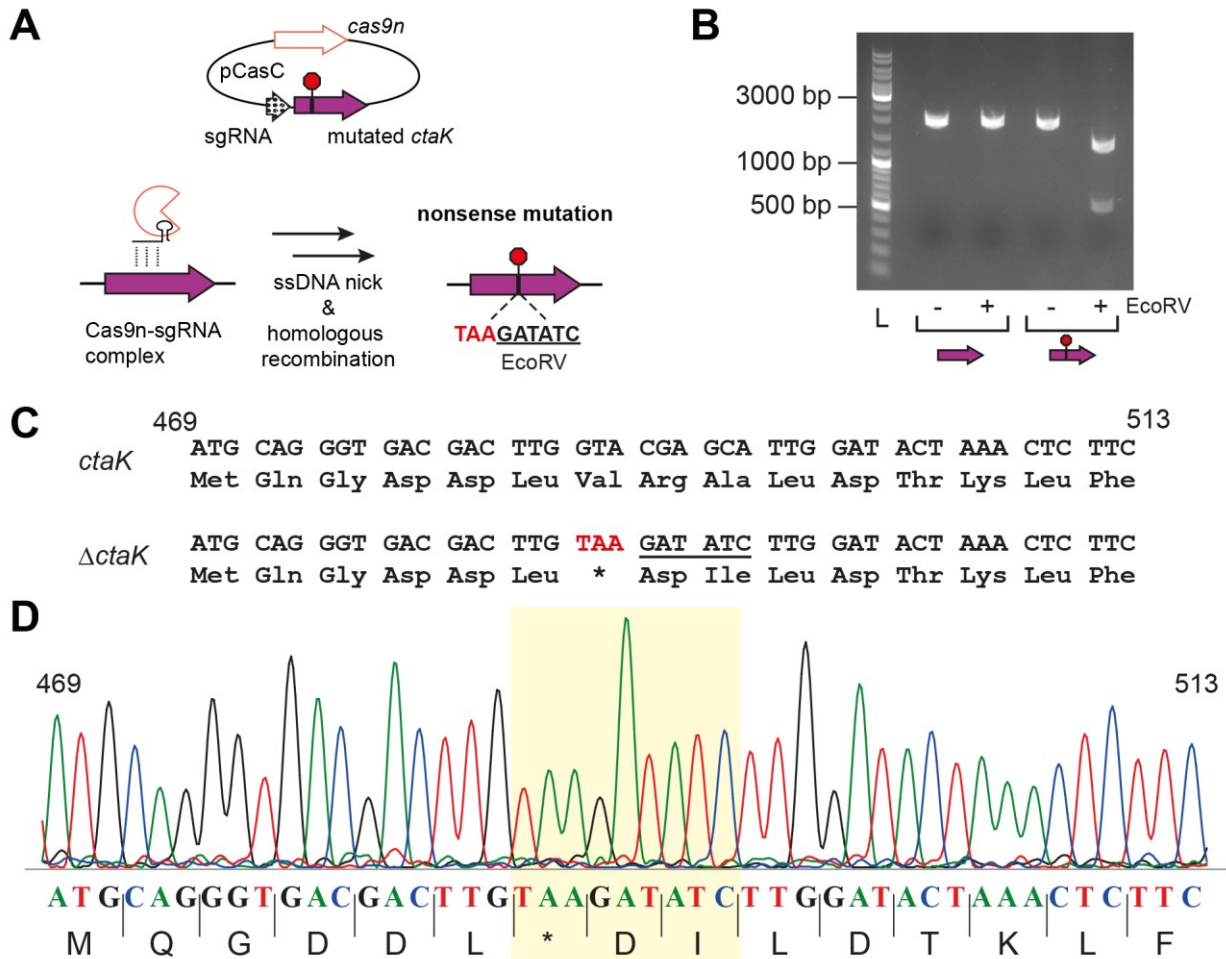 A
cas9n
pCasC
sgRNA
mutated ctaK
Cas9n-sgRNA
complex
ssDNA nick
&
homologous
recombination
nonsense mutation
TAAGATATC
EcoRV
B
3000 bp
1000 bp
500 bp
L
- + - + EcoRV
C
469 513
ctaK
ATG CAG GGT GAC GAC TTG GTA CGA GCA TTG GAT ACT AAA CTC TTC
Met Gln Gly Asp Asp Leu Val Arg Ala Leu Asp Thr Lys Leu Phe
ΔctaK
ATG CAG GGT GAC GAC TTG TAA GAT ATC TTG GAT ACT AAA CTC TTC
Met Gln Gly Asp Asp Leu * Asp Ile Leu Asp Thr Lys Leu Phe
D
469 513
ATGCAGGGTGACGACTTGTAAGATATCTTGGATACTAAACTCTTC
M Q G D D L * D I L D T K L F